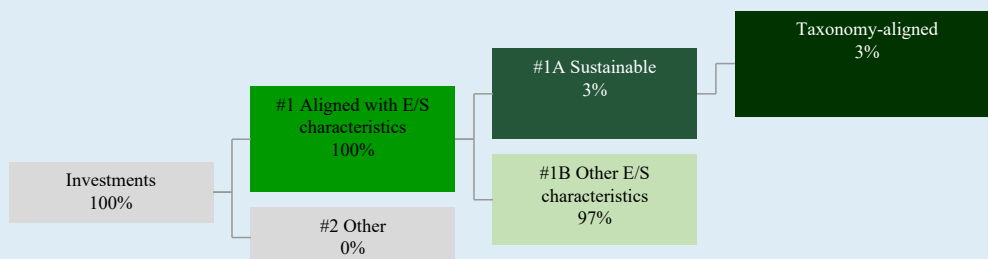 Investments
100%
#1 Aligned with E/S
characteristics
100%
#2 Other
0%
#1A Sustainable
3%
#1B Other E/S
characteristics
97%
Taxonomy-aligned
3%